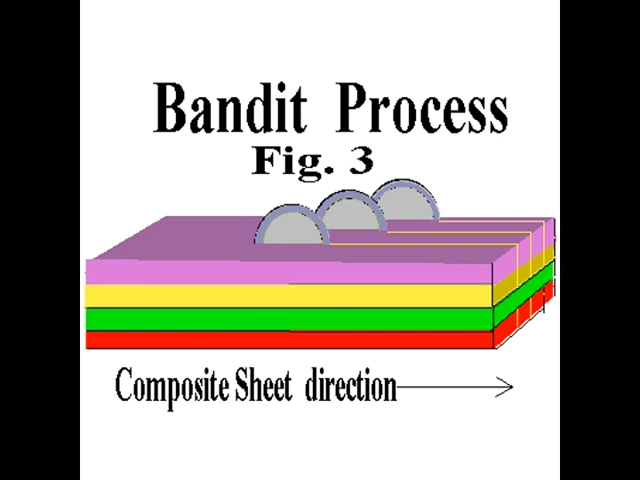 Bandit Process
Fig. 3
Composite Sheet direction